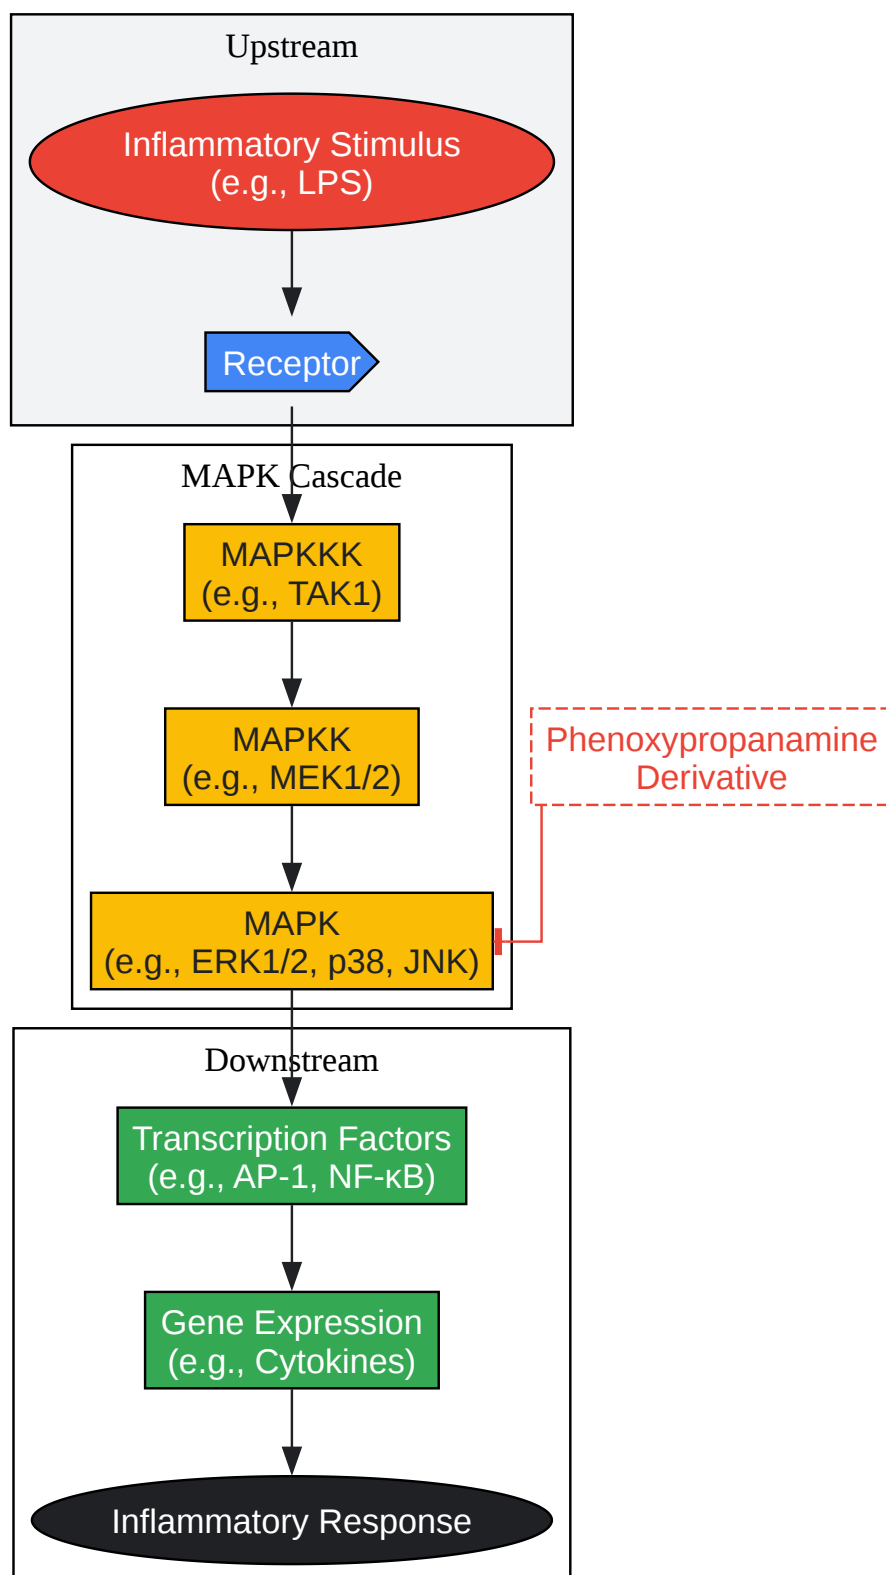 Upstream
Inflammatory Stimulus
(e.g., LPS)
Receptor
MAPK Cascade
MAPKKK
(e.g., TAK1)
MAPKK
(e.g., MEK1/2)
Phenoxypropanamine
Derivative
MAPK
(e.g., ERK1/2, p38, JNK)
Downstream
Transcription Factors
(e.g., AP-1, NF-κB)
Gene Expression
(e.g., Cytokines)
Inflammatory Response